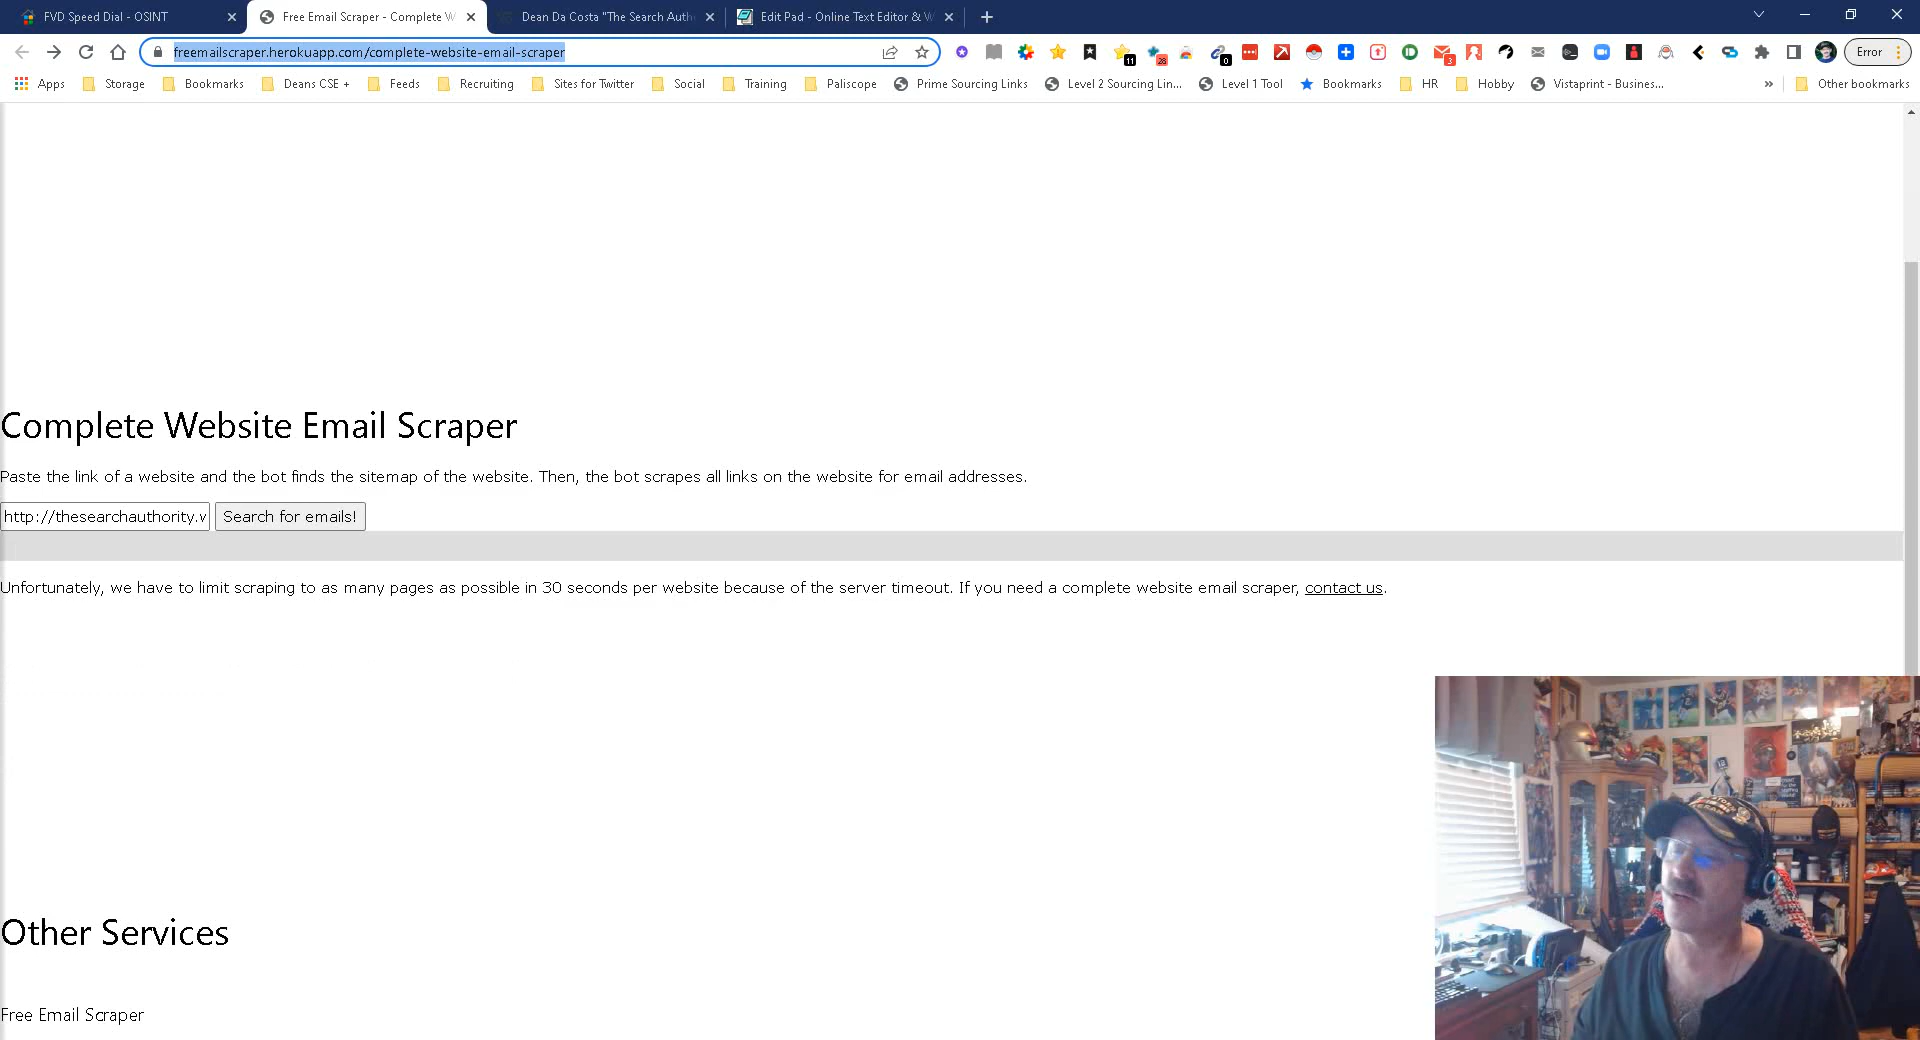 FVD Speed Dial - OSINT
Free Email Scraper - Complete W
Dean Da Costa "The Search Auth
Edit Pad - Online Text Editor & W
freemailscraper.herokuapp.com/complete-website-email-scraper
11
28
0
3
Error
Apps
Storage
Bookmarks
Deans CSE +
Feeds
Recruiting
Sites for Twitter
Social
Training
Paliscope
Prime Sourcing Links
Level 2 Sourcing Lin...
Level 1 Tool
Bookmarks
HR
Hobby
Vistaprint - Busines...
»
Other bookmarks
Complete Website Email Scraper
Paste the link of a website and the bot finds the sitemap of the website. Then, the bot scrapes all links on the website for email addresses.
http://thesearchauthority.w
Search for emails!
Unfortunately, we have to limit scraping to as many pages as possible in 30 seconds per website because of the server timeout. If you need a complete website email scraper, contact us.
Other Services
Free Email Scraper